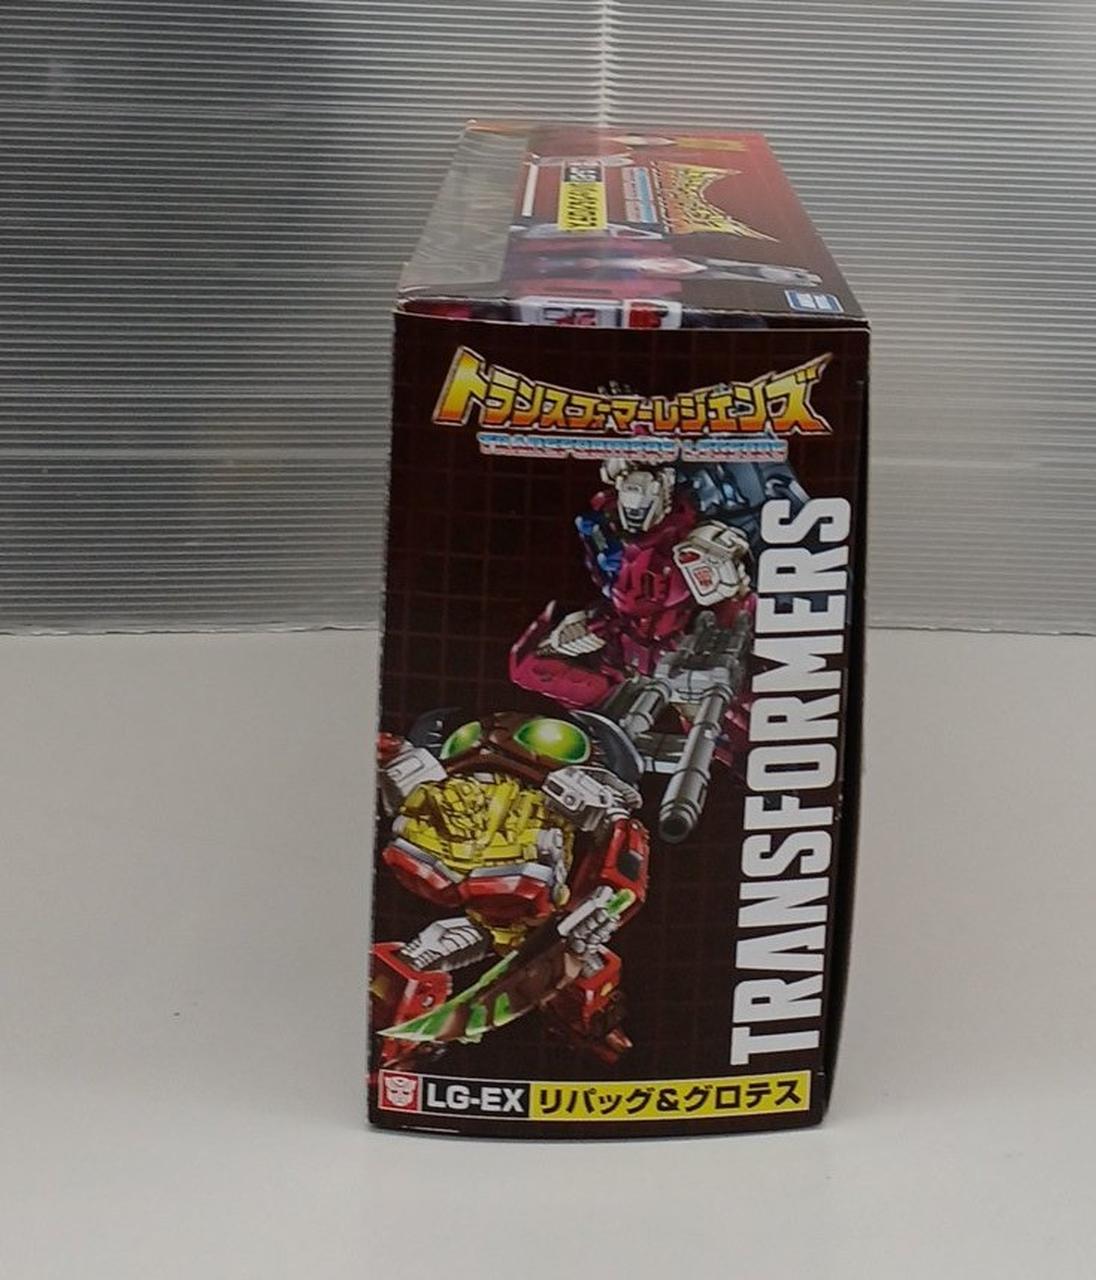 トランスフォーマーレジェンズ
TRANSFORMERS LEGENDS
TRANSFORMERS
LG-EX リパッグ&グロテス